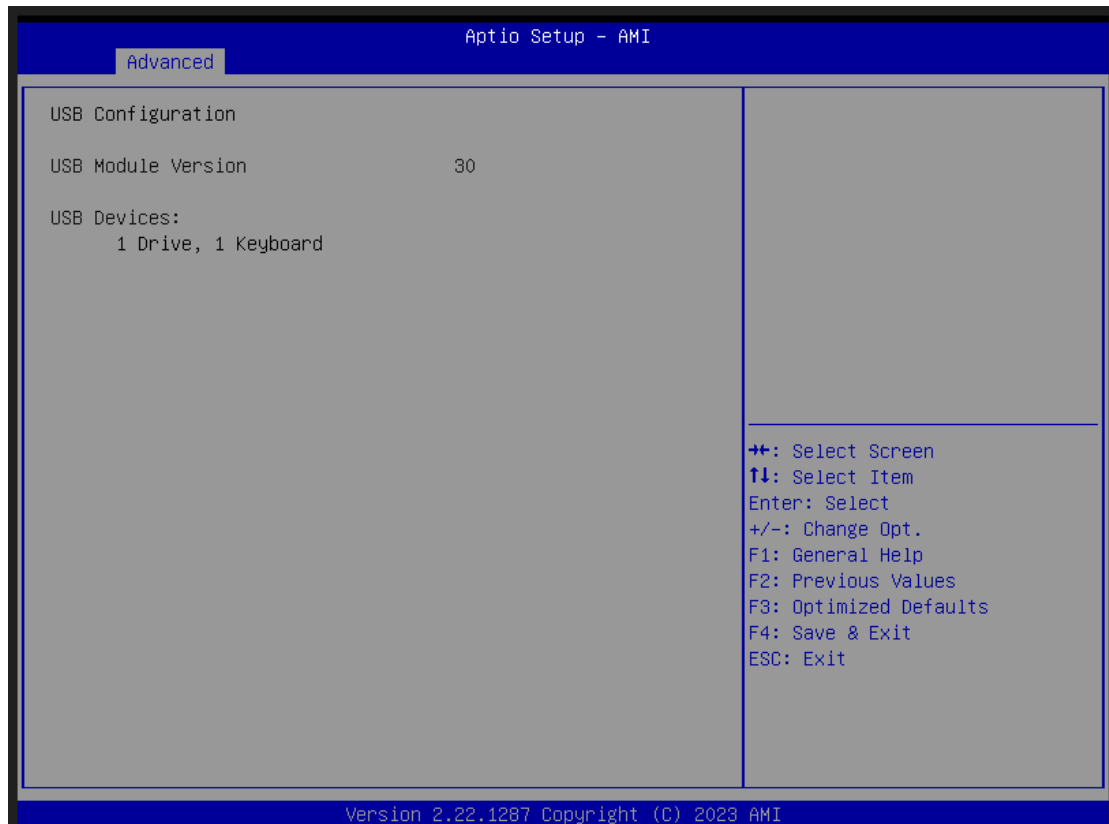 Aptio Setup – AMI
Advanced
USB Configuration
USB Module Version 30
USB Devices:
1 Drive, 1 Keyboard
→←: Select Screen
↑↓: Select Item
Enter: Select
+/-: Change Opt.
F1: General Help
F2: Previous Values
F3: Optimized Defaults
F4: Save & Exit
ESC: Exit
Version 2.22.1287 Copyright (C) 2023 AMI